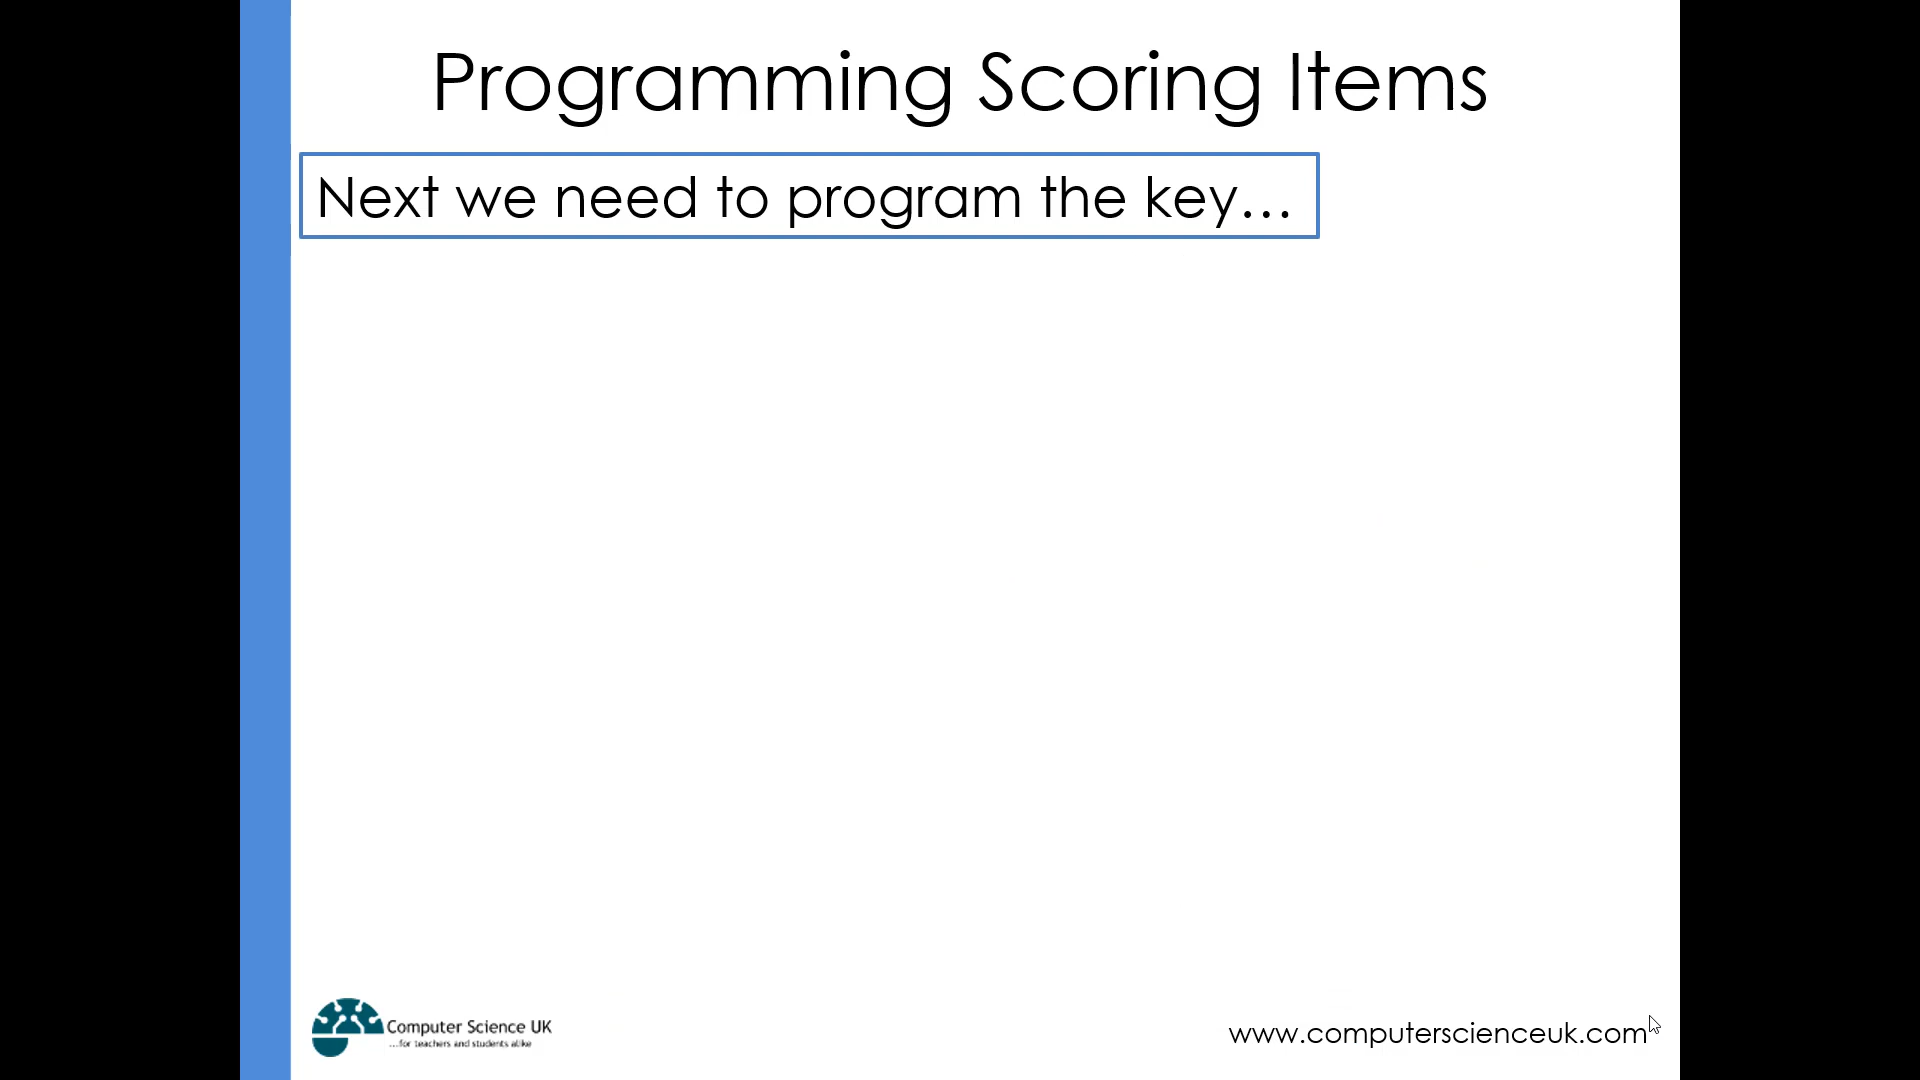 Programming Scoring Items
Next we need to program the key...
Computer Science UK
...for teachers and students alike
www.computerscienceuk.com